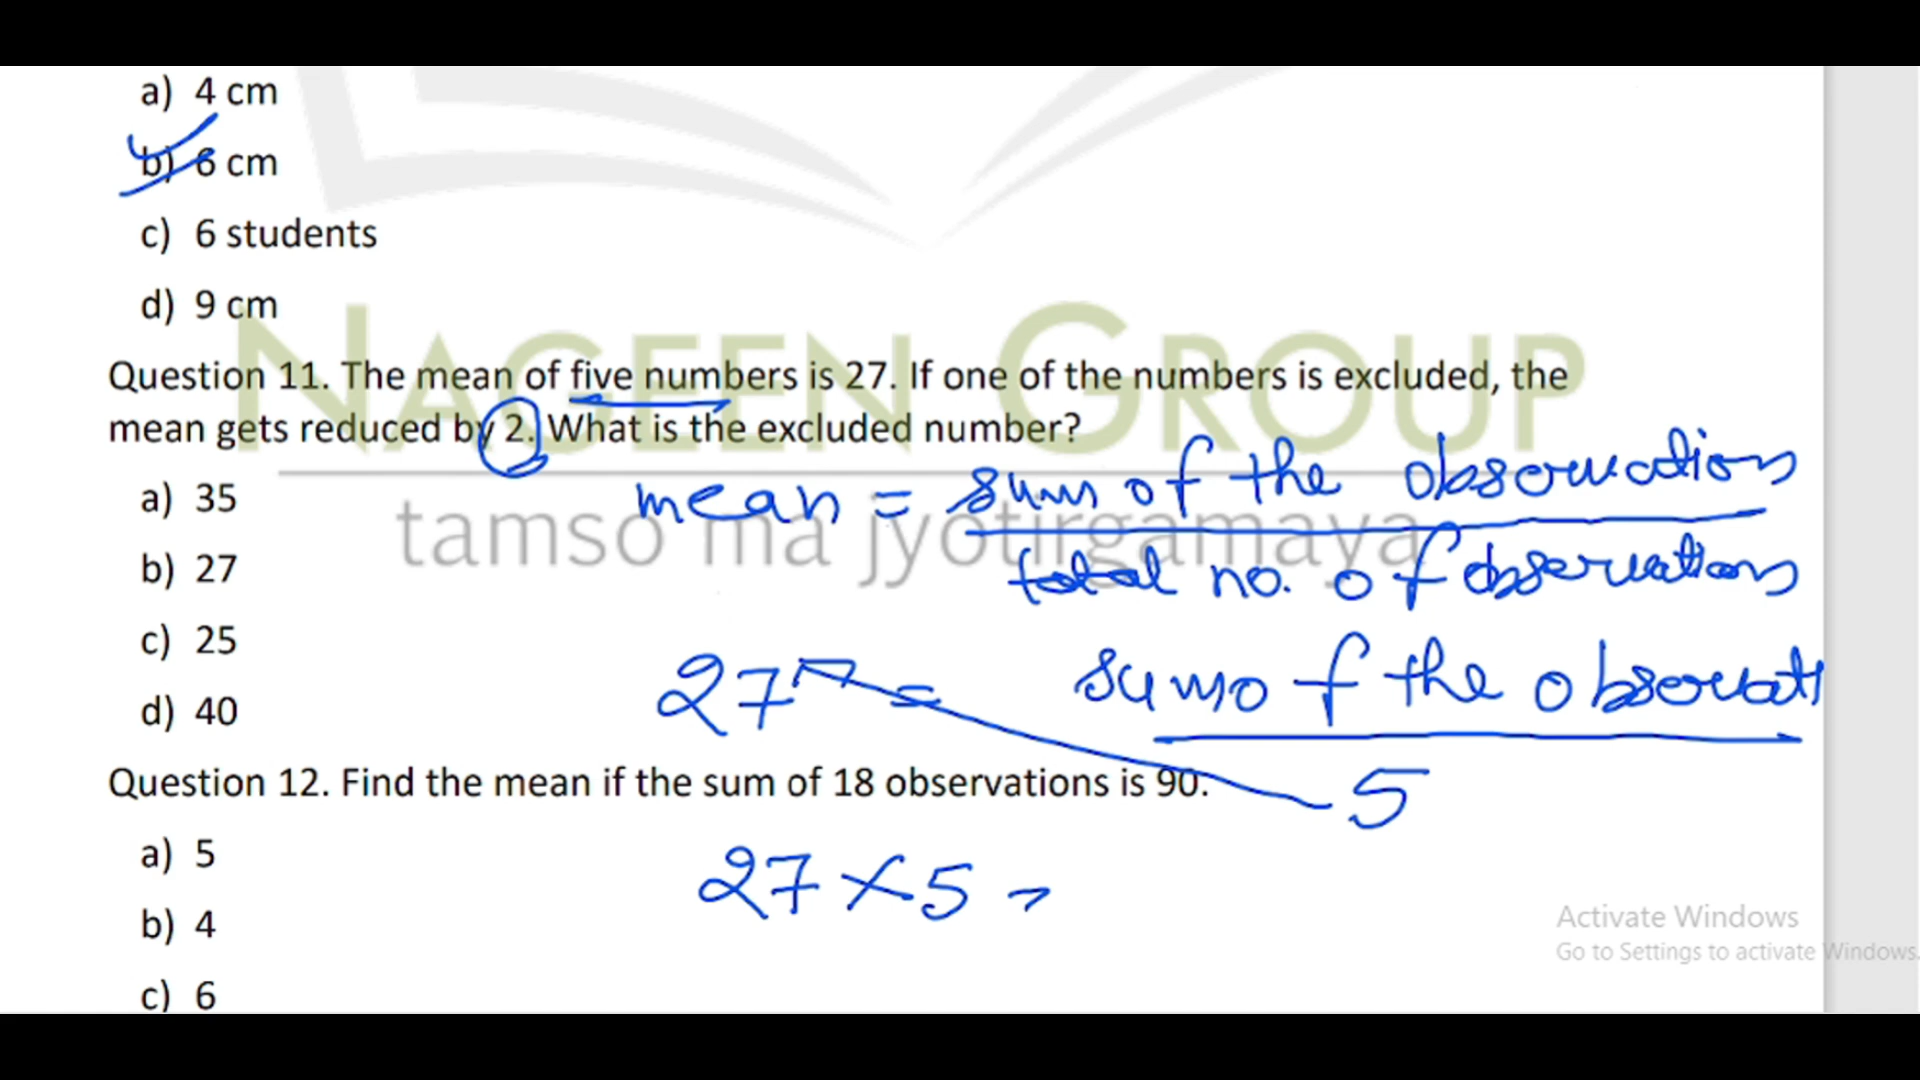 a) 4 cm
b) 6 cm
c) 6 students
d) 9 cm
NAGEEN GROUP
Question 11. The mean of five numbers is 27. If one of the numbers is excluded, the
mean gets reduced by 2. What is the excluded number?
tamso ma jyotirgamaya
mean = sum of the observations
total no. of observations
a) 35
b) 27
c) 25
27 = sum of the observati
d) 40
5
Question 12. Find the mean if the sum of 18 observations is 90.
a) 5
27 × 5 =
b) 4
Activate Windows
Go to Settings to activate Windows.
c) 6